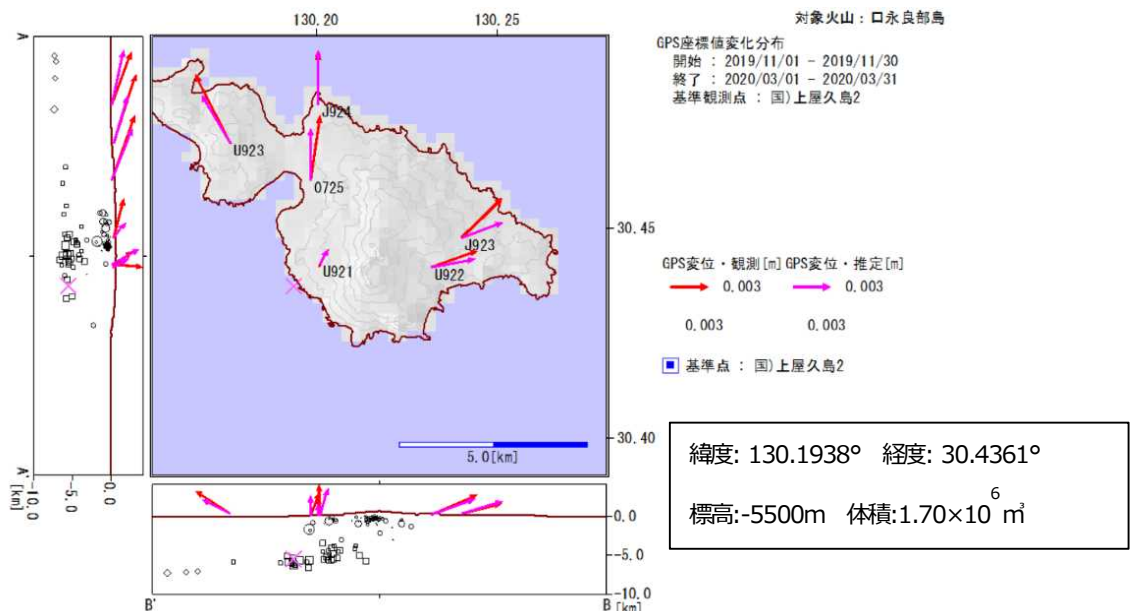 130.20
130.25
対象火山 : 口永良部島
GPS座標値変化分布
開始 : 2019/11/01 - 2019/11/30
終了 : 2020/03/01 - 2020/03/31
基準観測点 : 国)上屋久島2
A
J924
U923
O725
30.45
J923
U921
U922
GPS変位・観測[m] GPS変位・推定[m]
0.003 0.003
0.003 0.003
基準点 : 国)上屋久島2
30.40
5.0[km]
A'
[km]
-10.0
-5.0
0.0
緯度: 130.1938° 経度: 30.4361°
標高:-5500m 体積:1.70×10⁶㎥
0.0
-5.0
-10.0
B'
B [km]